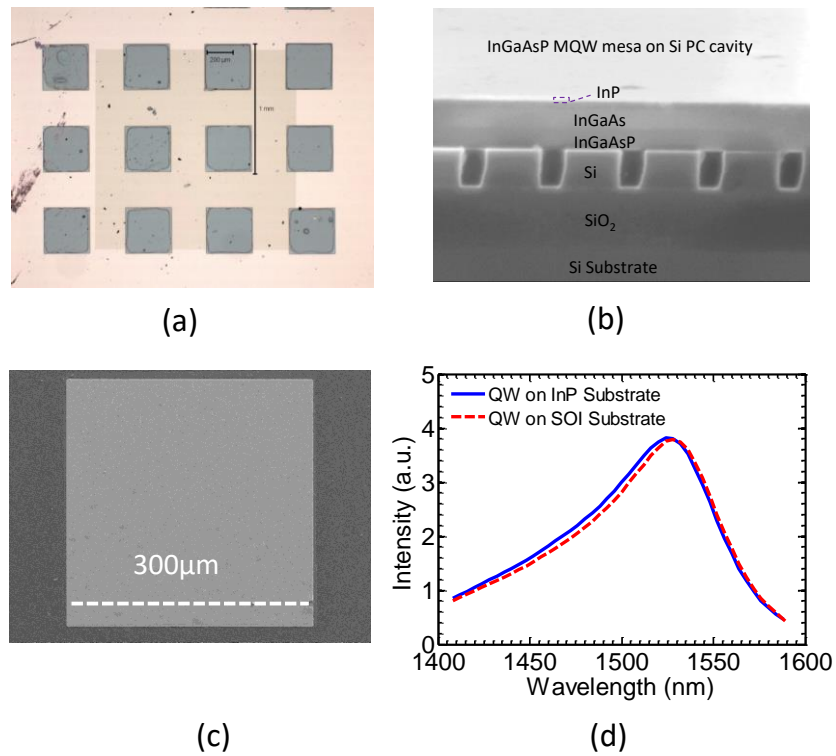 200μm
1 mm
(a)
InGaAsP MQW mesa on Si PC cavity
InP
InGaAs
InGaAsP
Si
SiO2
Si Substrate
(b)
300μm
(c)
5
4
3
2
1
0
Intensity (a.u.)
QW on InP Substrate
QW on SOI Substrate
1400 1450 1500 1550 1600
Wavelength (nm)
(d)